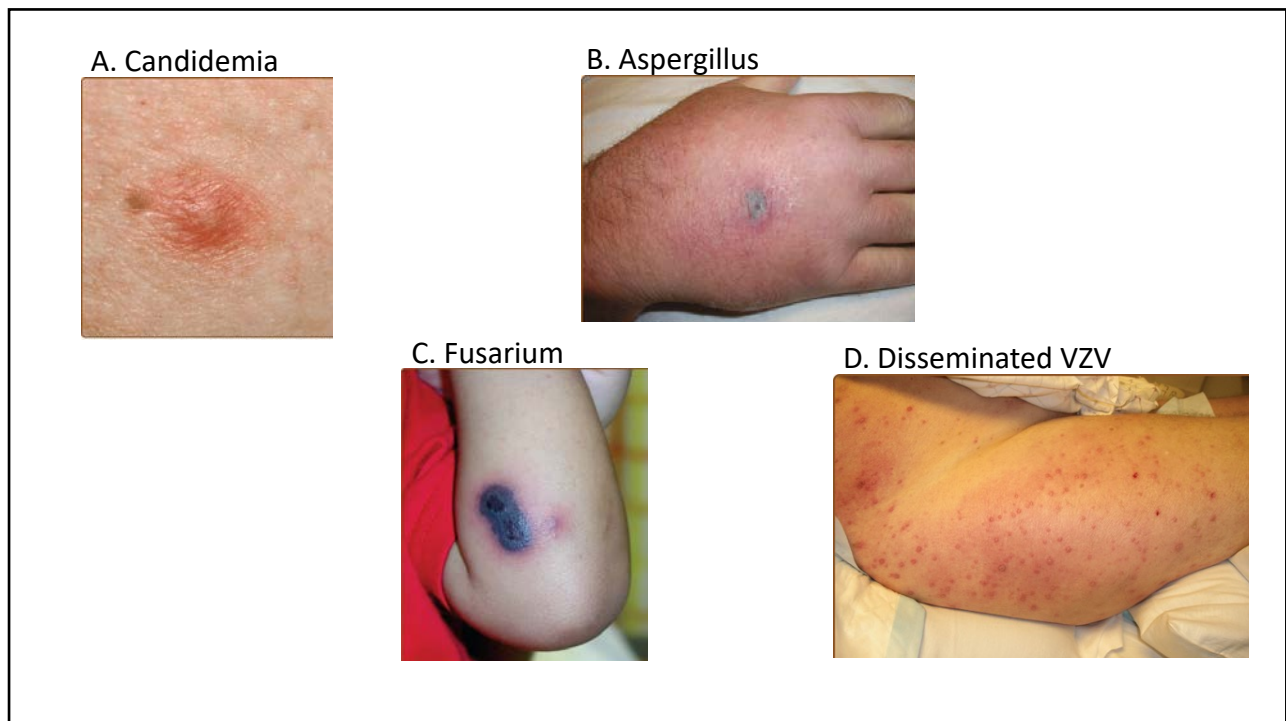 A. Candidemia
B. Aspergillus
C. Fusarium
D. Disseminated VZV